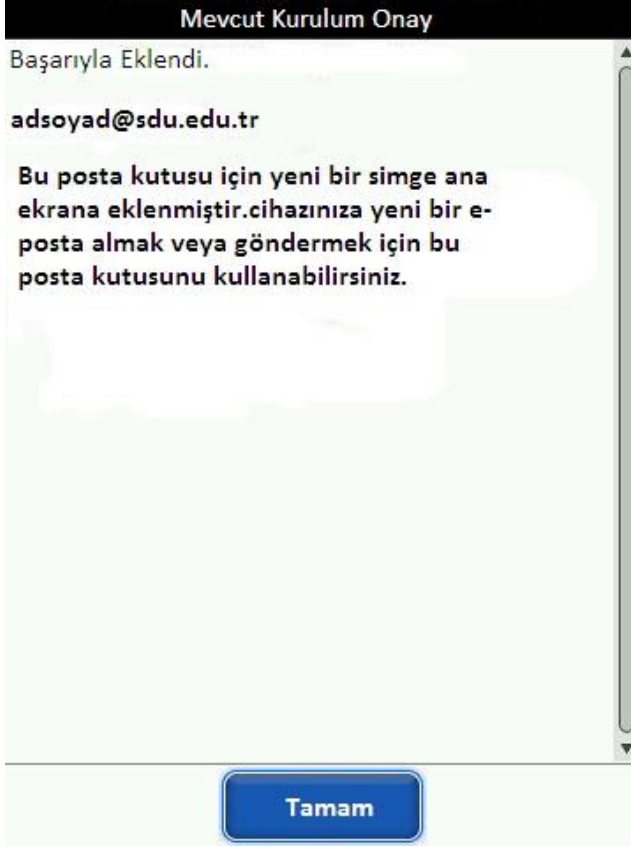 Mevcut Kurulum Onay
Başarıyla Eklendi.
adsoyad@sdu.edu.tr
Bu posta kutusu için yeni bir simge ana
ekrana eklenmiştir.cihazınıza yeni bir e-
posta almak veya göndermek için bu
posta kutusunu kullanabilirsiniz.
Tamam